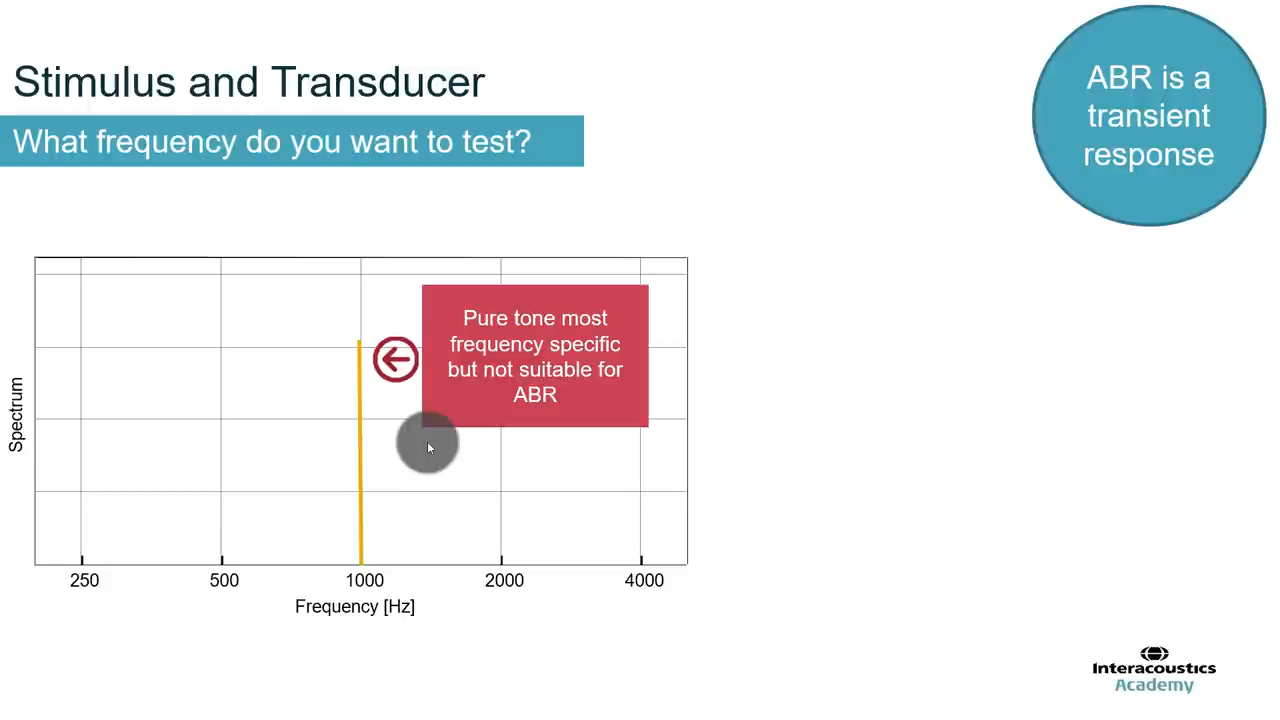 Stimulus and Transducer
What frequency do you want to test?
ABR is a
transient
response
Pure tone most
frequency specific
but not suitable for
ABR
Spectrum
250 500 1000 2000 4000
Frequency [Hz]
Interacoustics
Academy